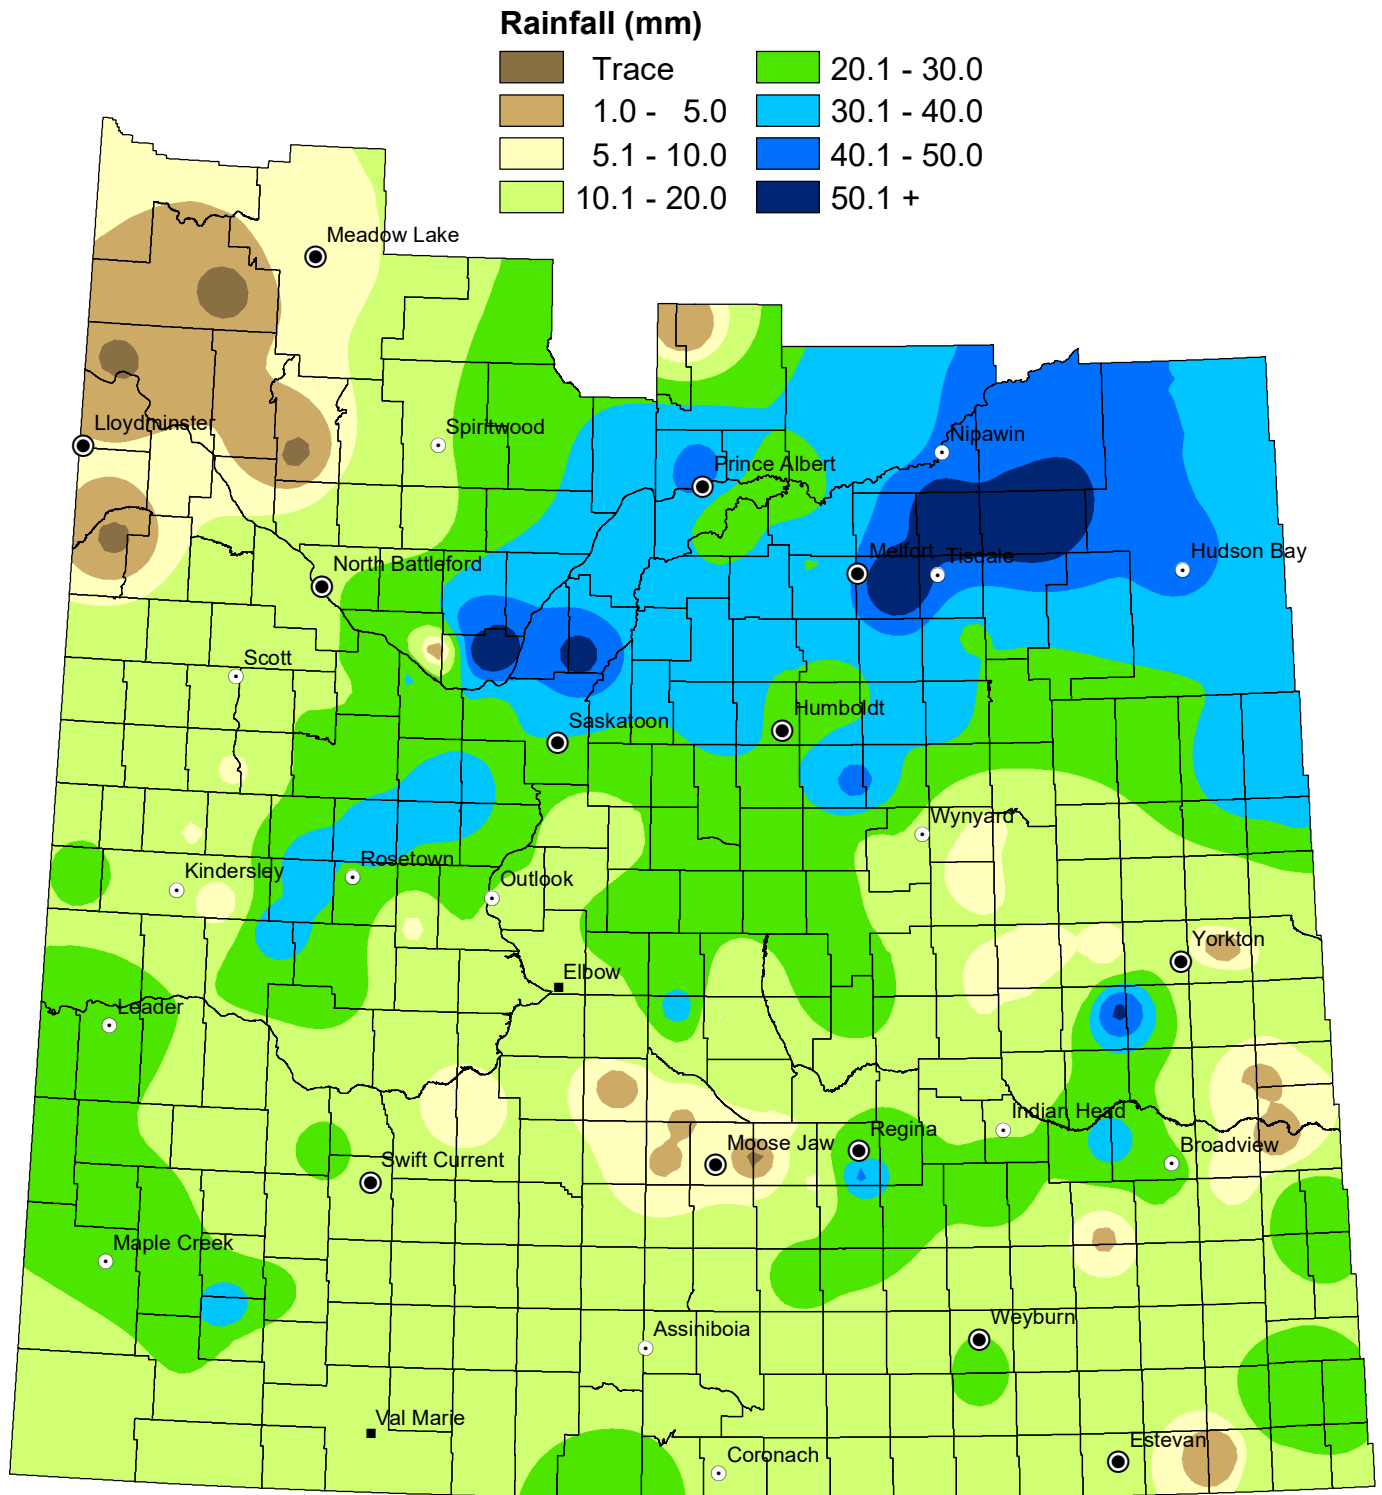 Rainfall (mm)
Trace
20.1 - 30.0
1.0 - 5.0
30.1 - 40.0
5.1 - 10.0
40.1 - 50.0
10.1 - 20.0
50.1 +
Meadow Lake
Lloydminster
Spiritwood
Nipawin
Prince Albert
Melfort
Tisdale
Hudson Bay
North Battleford
Scott
Humboldt
Saskatoon
Wynyard
Rosetown
Kindersley
Outlook
Yorkton
Elbow
Leader
Indian Head
Regina
Moose Jaw
Broadview
Swift Current
Maple Creek
Weyburn
Assiniboia
Val Marie
Estevan
Coronach